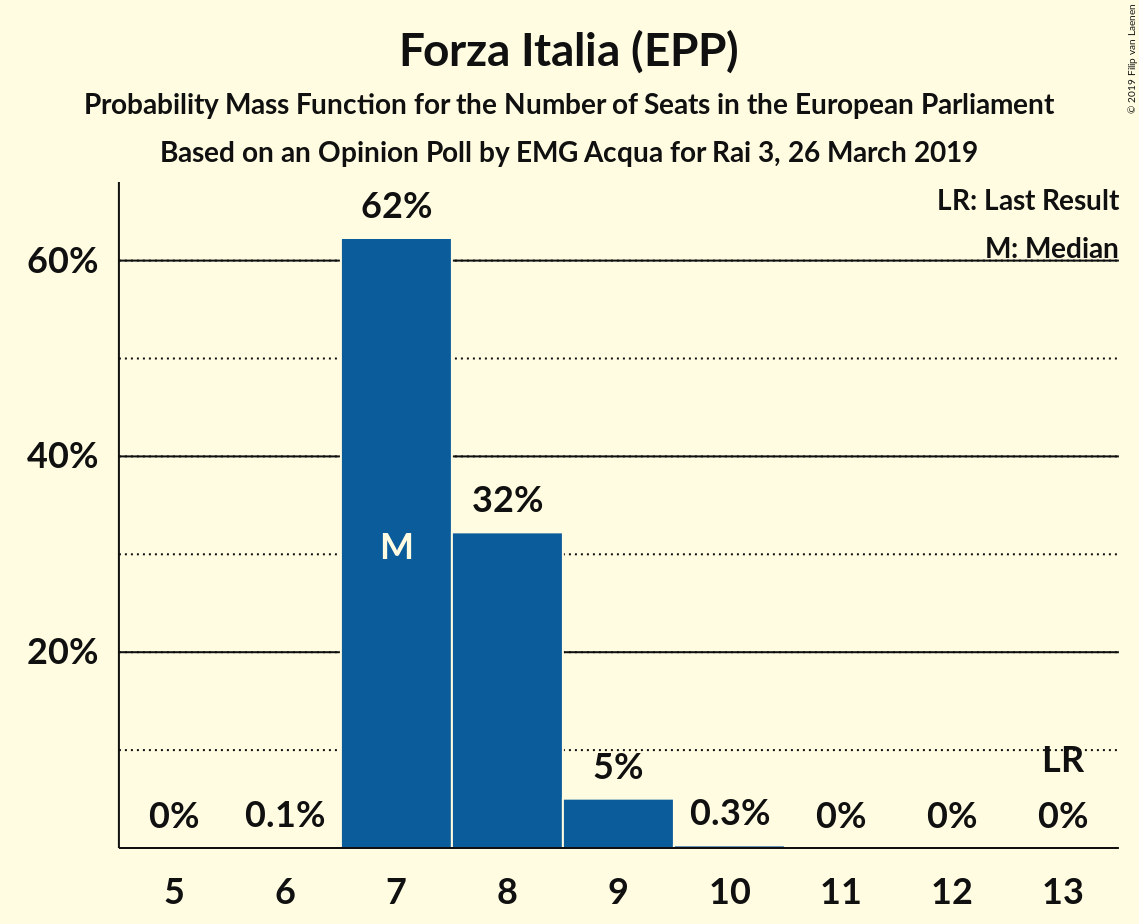 Forza Italia (EPP)
Probability Mass Function for the Number of Seats in the European Parliament
Based on an Opinion Poll by EMG Acqua for Rai 3, 26 March 2019
© 2019 Filip van Laenen
LR: Last Result
M: Median
62%
60%
40%
32%
M
20%
LR
5%
0% 0.1% 0.3% 0% 0% 0%
5 6 7 8 9 10 11 12 13